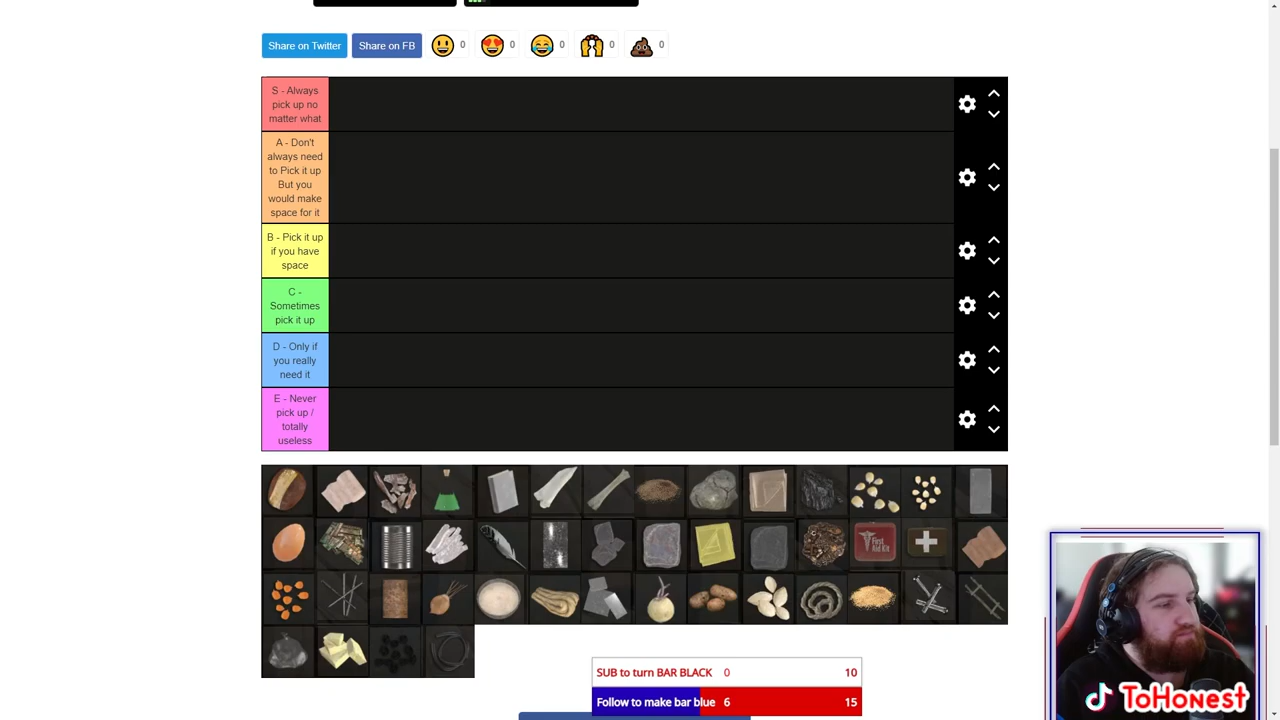 Share on Twitter
Share on FB
0
0
0
0
0
S - Always
pick up no
matter what
A - Don't
always need
to Pick it up
But you
would make
space for it
B - Pick it up
if you have
space
C -
Sometimes
pick it up
D - Only if
you really
need it
E - Never
pick up /
totally
useless
First
Aid Kit
SUB to turn BAR BLACK 0 10
Follow to make bar blue 6 15
ToHonest